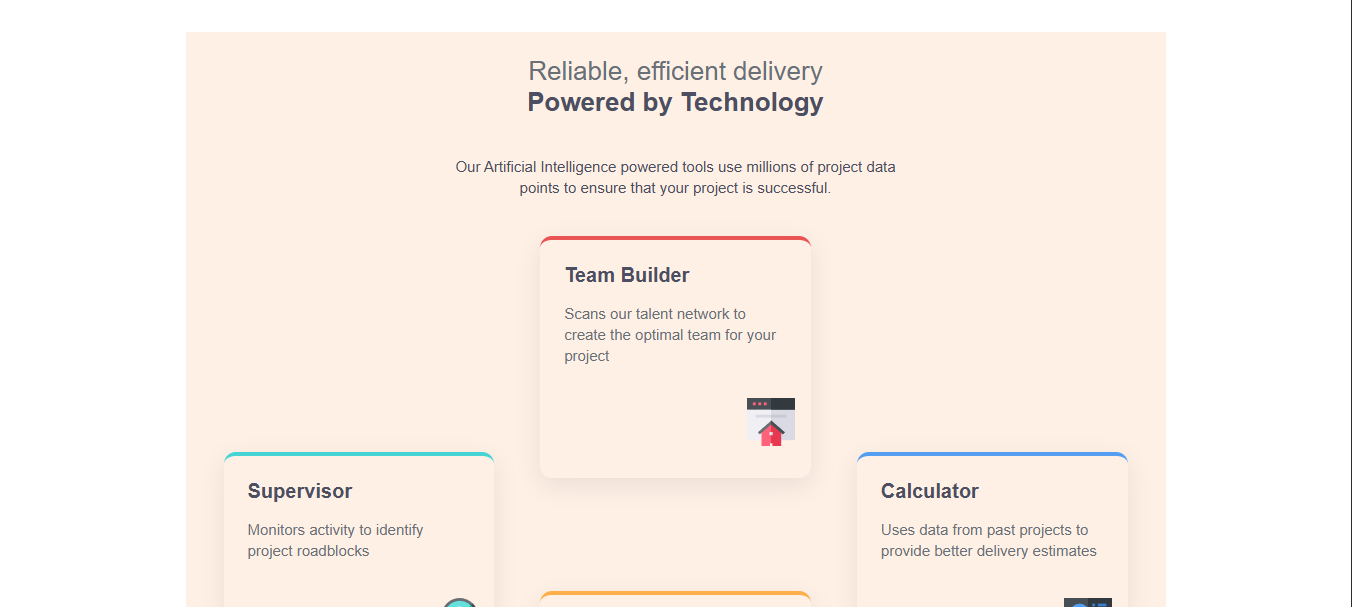 Reliable, efficient delivery
Powered by Technology
Our Artificial Intelligence powered tools use millions of project data
points to ensure that your project is successful.
Team Builder
Scans our talent network to
create the optimal team for your
project
Supervisor
Monitors activity to identify
project roadblocks
Calculator
Uses data from past projects to
provide better delivery estimates